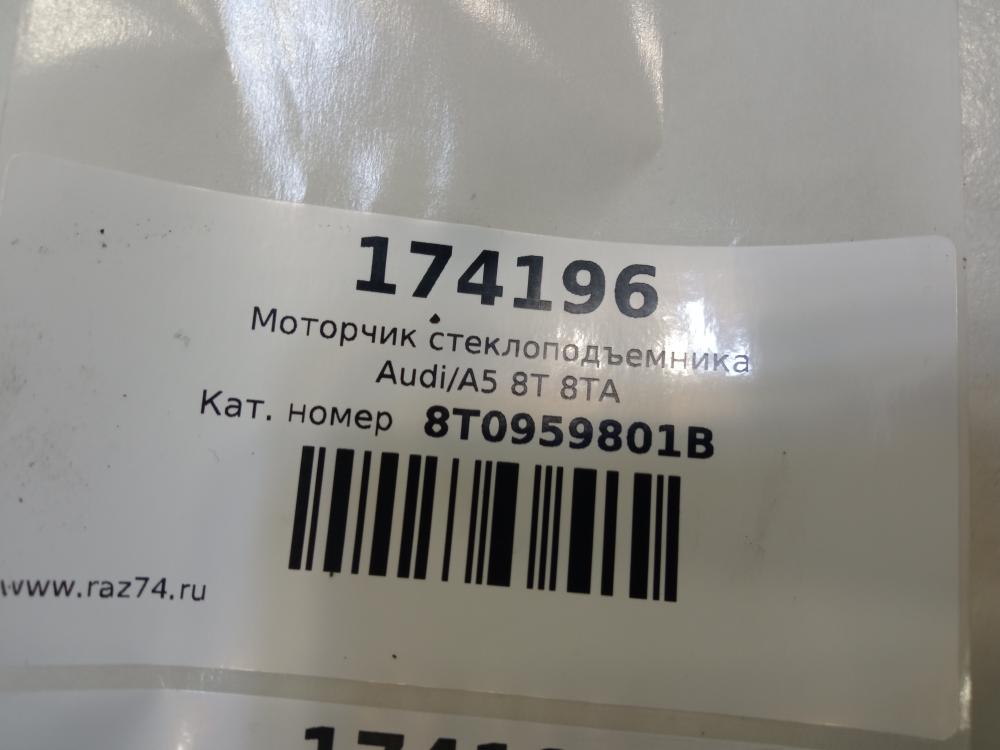 174196
Моторчик стеклоподъемника
Audi/A5 8T 8TA
Кат. номер 8T0959801B
www.raz74.ru